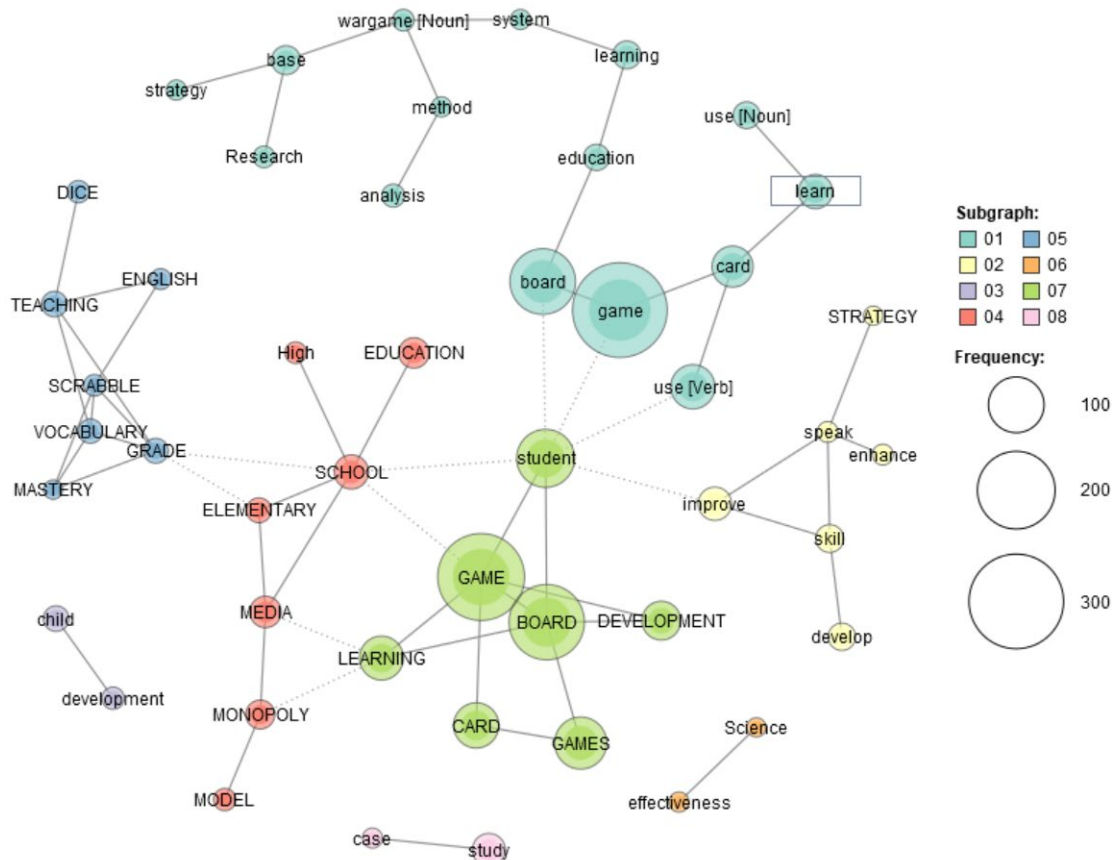 wargame [Noun]
system
base
learning
strategy
method
use [Noun]
Research
education
analysis
learn
DICE
Subgraph:
01
05
02
06
03
07
04
08
card
ENGLISH
board
TEACHING
game
STRATEGY
High
EDUCATION
Frequency:
SCRABBLE
use [Verb]
100
VOCABULARY
speak
GRADE
student
enhance
SCHOOL
MASTERY
200
improve
ELEMENTARY
skill
GAME
300
MEDIA
child
BOARD
DEVELOPMENT
develop
LEARNING
development
MONOPOLY
CARD
Science
GAMES
MODEL
effectiveness
case
study